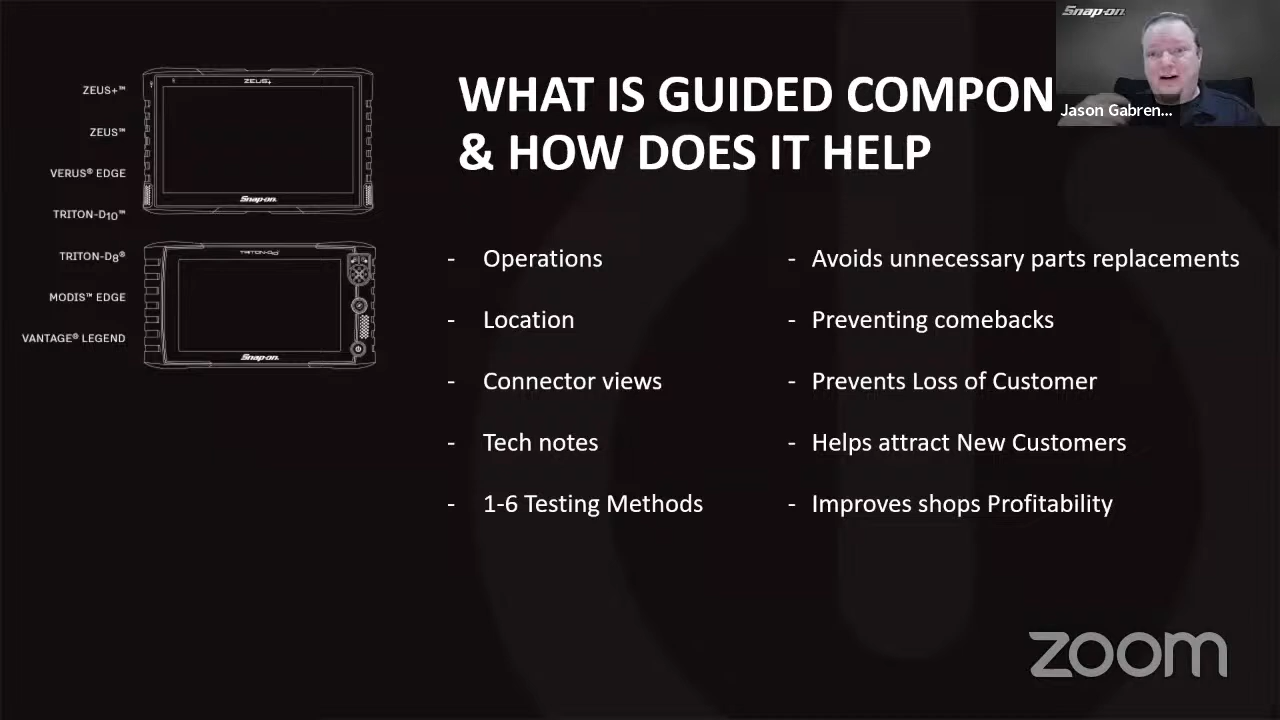 ZEUS+™
ZEUS™
VERUS® EDGE
TRITON-D10™
TRITON-D8®
MODIS™ EDGE
VANTAGE® LEGEND
ZEUS+
Snap-on
Snap-on
WHAT IS GUIDED COMPON
& HOW DOES IT HELP
- Operations
- Location
- Connector views
- Tech notes
- 1-6 Testing Methods
- Avoids unnecessary parts replacements
- Preventing comebacks
- Prevents Loss of Customer
- Helps attract New Customers
- Improves shops Profitability
Snap-on
Jason Gabren...
zoom